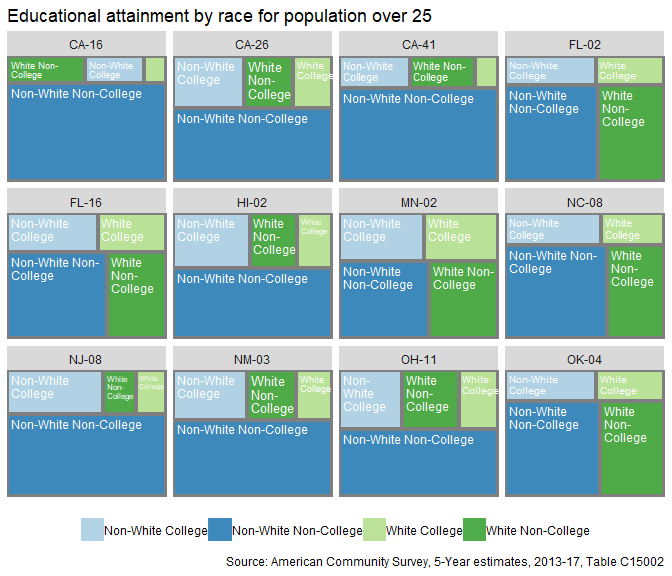 Educational attainment by race for population over 25
CA-16
CA-26
CA-41
FL-02
White Non-
College
Non-White
College
Non-White Non-College
Non-White
College
White
Non-
College
White
College
Non-White Non-College
Non-White
College
White Non-
College
Non-White Non-College
Non-White
College
White
College
Non-White
Non-College
White
Non-
College
FL-16
HI-02
MN-02
NC-08
Non-White
College
White
College
Non-White Non-
College
White
Non-
College
Non-White
College
White
Non-
College
White
College
Non-White Non-College
Non-White
College
White
College
Non-White
Non-College
White Non-
College
Non-White
College
White
College
Non-White Non-
College
White
Non-
College
NJ-08
NM-03
OH-11
OK-04
Non-White
College
White
Non-
College
White
College
Non-White Non-College
Non-White
College
White
Non-
College
White
College
Non-White Non-College
Non-
White
College
White
Non-
College
White
College
Non-White Non-College
Non-White
College
White
College
Non-White
Non-College
White
Non-
College
Non-White College
Non-White Non-College
White College
White Non-College
Source: American Community Survey, 5-Year estimates, 2013-17, Table C15002